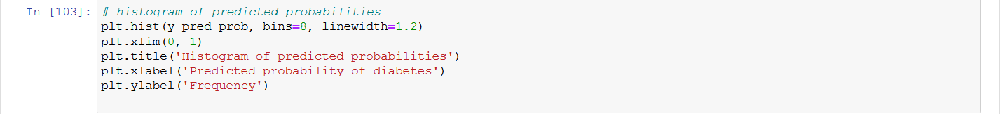 In [103]: # histogram of predicted probabilities
plt.hist(y_pred_prob, bins=8, linewidth=1.2)
plt.xlim(0, 1)
plt.title('Histogram of predicted probabilities')
plt.xlabel('Predicted probability of diabetes')
plt.ylabel('Frequency')